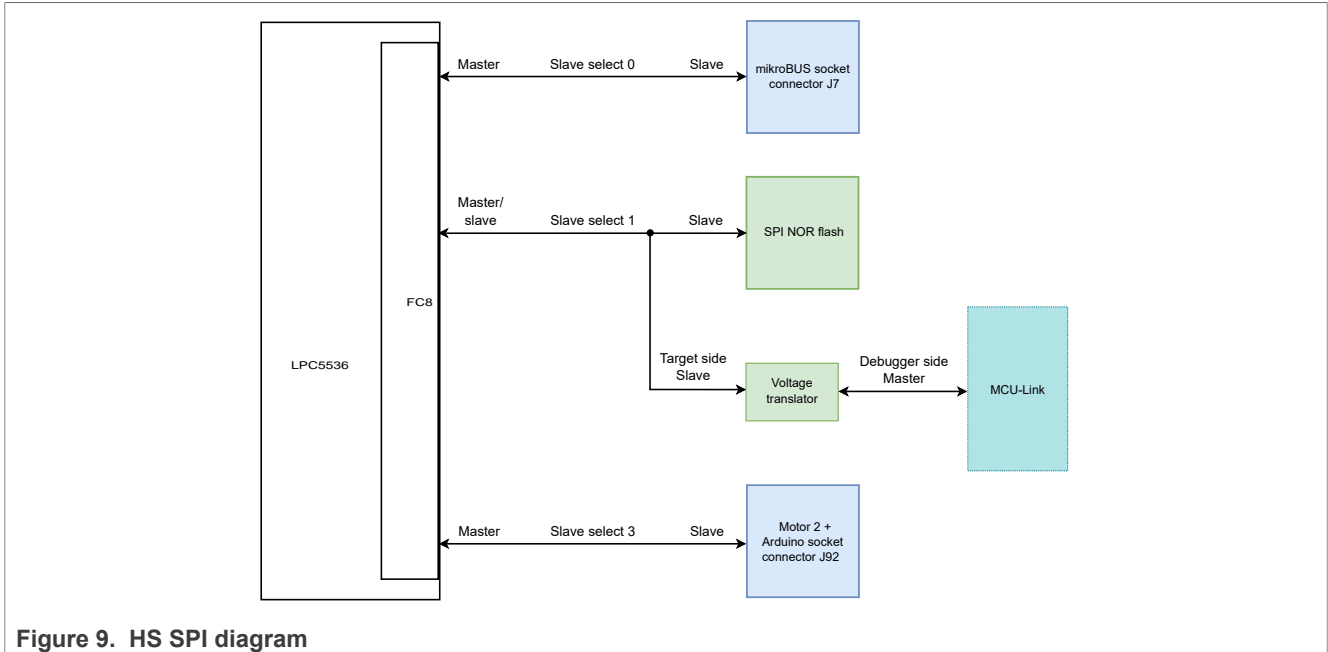 Master
Slave select 0
Slave
mikroBUS socket
connector J7
Master/
slave
Slave select 1
Slave
SPI NOR flash
FC8
LPC5536
Target side
Slave
Voltage
translator
Debugger side
Master
MCU-Link
Master
Slave select 3
Slave
Motor 2 +
Arduino socket
connector J92
Figure 9. HS SPI diagram